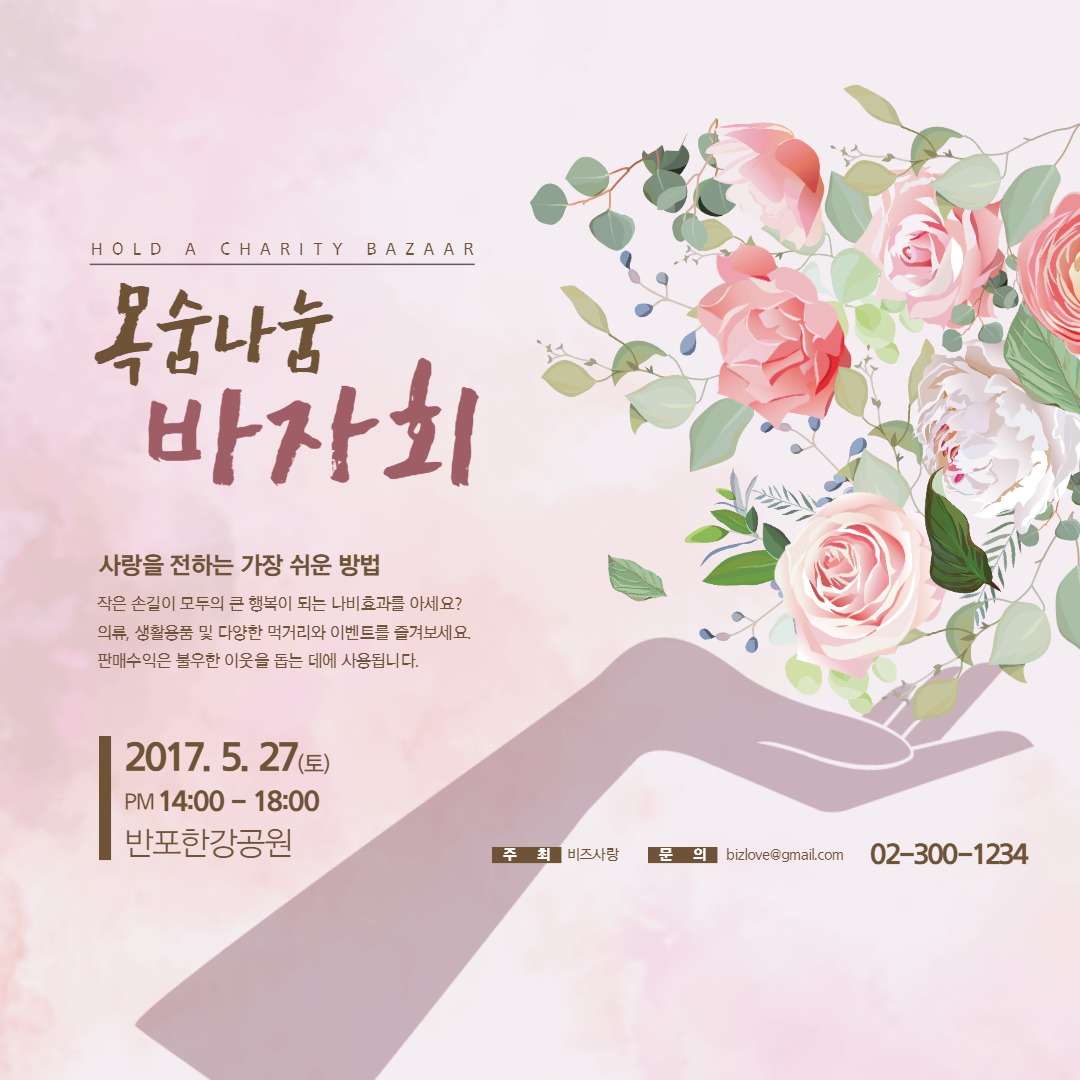 HOLD A CHARITY BAZAAR
목숨나눔
바자회
사랑을 전하는 가장 쉬운 방법
작은 손길이 모두의 큰 행복이 되는 나비효과를 아세요?
의류, 생활용품 및 다양한 먹거리와 이벤트를 즐겨보세요.
판매수익은 불우한 이웃을 돕는 데에 사용됩니다.
2017. 5. 27(토)
PM 14:00 - 18:00
반포한강공원
주 최 비즈사랑 문 의 bizlove@gmail.com 02-300-1234